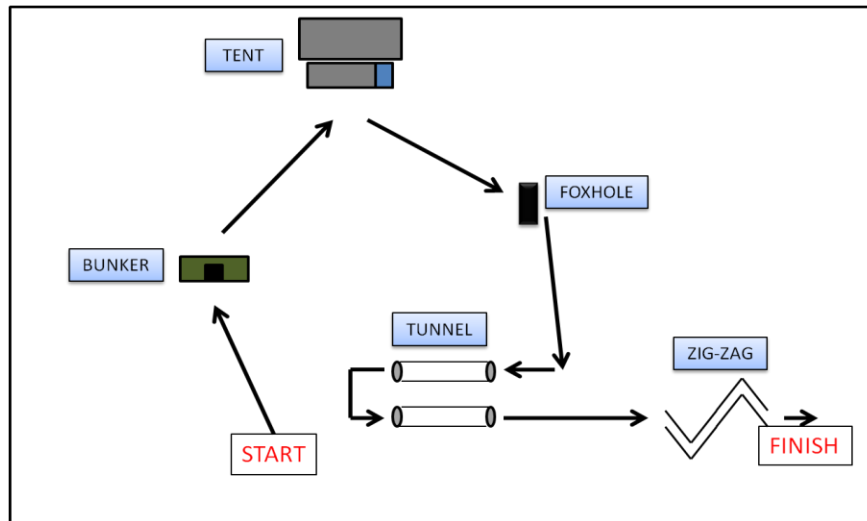 TENT
FOXHOLE
BUNKER
TUNNEL
ZIG-ZAG
START
FINISH